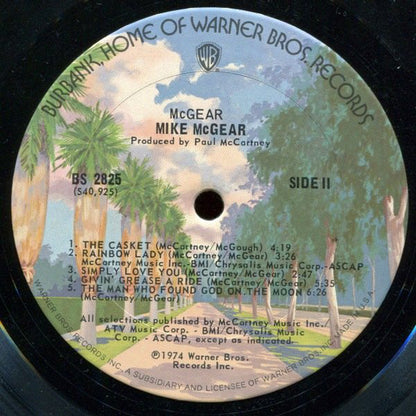 BURBANK, HOME OF WARNER BROS. RECORDS
WB
McGEAR
MIKE McGEAR
Produced by Paul McCartney
BS 2825
(S40,925)
SIDE II
1. THE CASKET (McCartney/McGough) 4:19
2. RAINBOW LADY (McCartney/McGear) 3:26
McCartney Music Inc.-BMI/Chrysalis Music Corp.-ASCAP
3. SIMPLY LOVE YOU (McCartney/McGear) 2:47
4. GIVIN' GREASE A RIDE (McCartney/McGear) 5:35
5. THE MAN WHO FOUND GOD ON THE MOON 6:26
(McCartney/McGear)
All selections published by McCartney Music Inc./
ATV Music Corp. - BMI/Chrysalis Music
Corp. - ASCAP, except as indicated.
℗1974 Warner Bros.
Records Inc.
WARNER BROS. RECORDS INC., A SUBSIDIARY AND LICENSEE OF WARNER BROS. INC. MADE IN U.S.A.